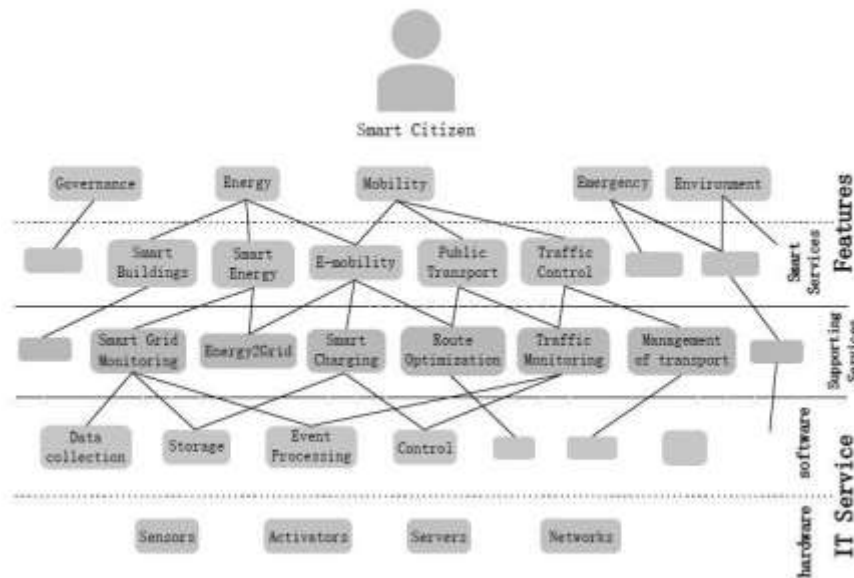 Smart Citizen
Governance
Energy
Mobility
Emergency
Environment
Features
Smart
Buildings
Smart
Energy
E-mobility
Public
Transport
Traffic
Control
Smart
Services
Smart Grid
Monitoring
Energy2Grid
Smart
Charging
Route
Optimization
Traffic
Monitoring
Management
of transport
Supporting
Services
Data
collection
Storage
Event
Processing
Control
software
IT Service
Sensors
Activators
Servers
Networks
hardware